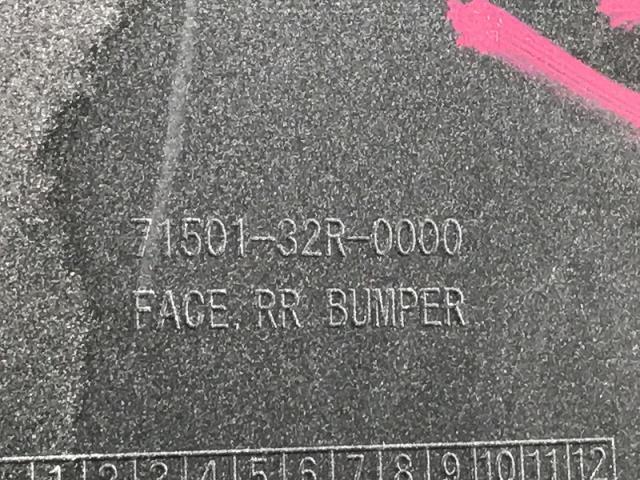 71501-32R-0000
FACE, RR BUMPER
1 2 3 4 5 6 7 8 9 10 11 12